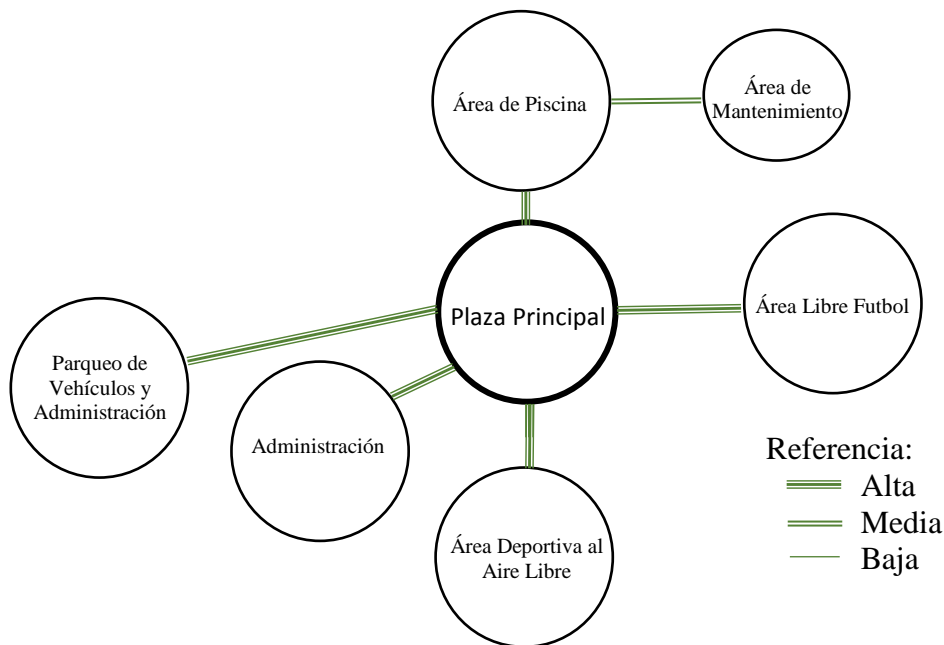 Área de Piscina
Área de
Mantenimiento
Plaza Principal
Área Libre Futbol
Parqueo de
Vehículos y
Administración
Administración
Área Deportiva al
Aire Libre
Referencia:
Alta
Media
Baja